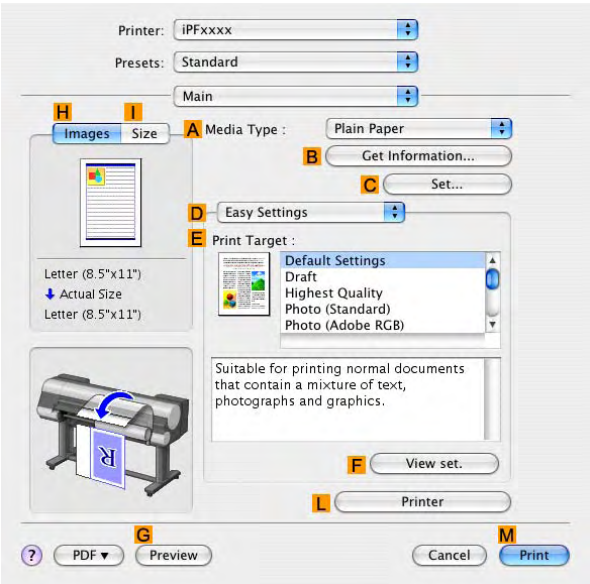 Printer: iPFxxxx
Presets: Standard
Main
H I
Images Size
A Media Type : Plain Paper
B Get Information...
C Set...
D Easy Settings
E Print Target :
Default Settings
Draft
Highest Quality
Photo (Standard)
Photo (Adobe RGB)
Letter (8.5"x11")
Actual Size
Letter (8.5"x11")
Suitable for printing normal documents
that contain a mixture of text,
photographs and graphics.
R
F View set.
L Printer
G M
? PDF Preview Cancel Print